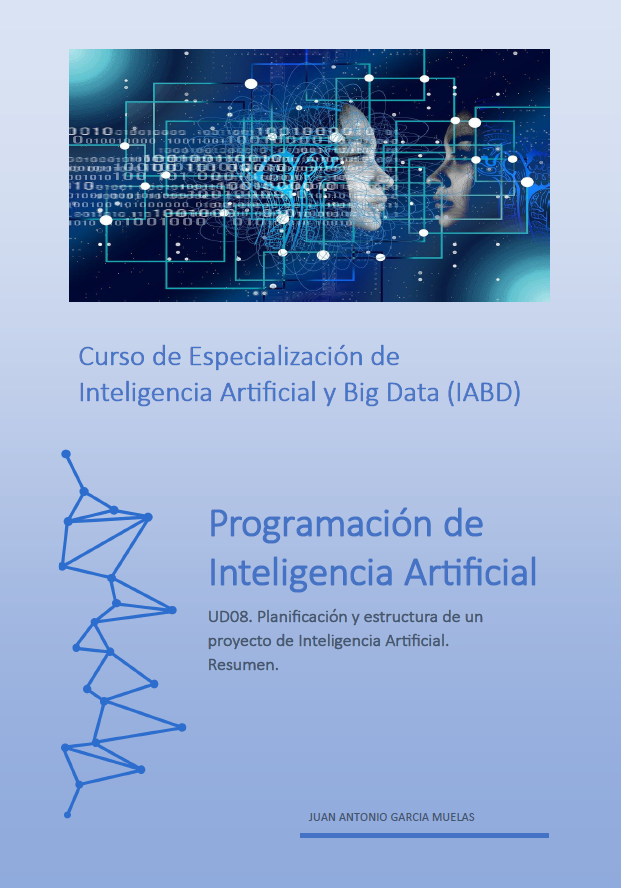 Curso de Especialización de
Inteligencia Artificial y Big Data (IABD)
Programación de
Inteligencia Artificial
UD08. Planificación y estructura de un
proyecto de Inteligencia Artificial.
Resumen.
JUAN ANTONIO GARCIA MUELAS